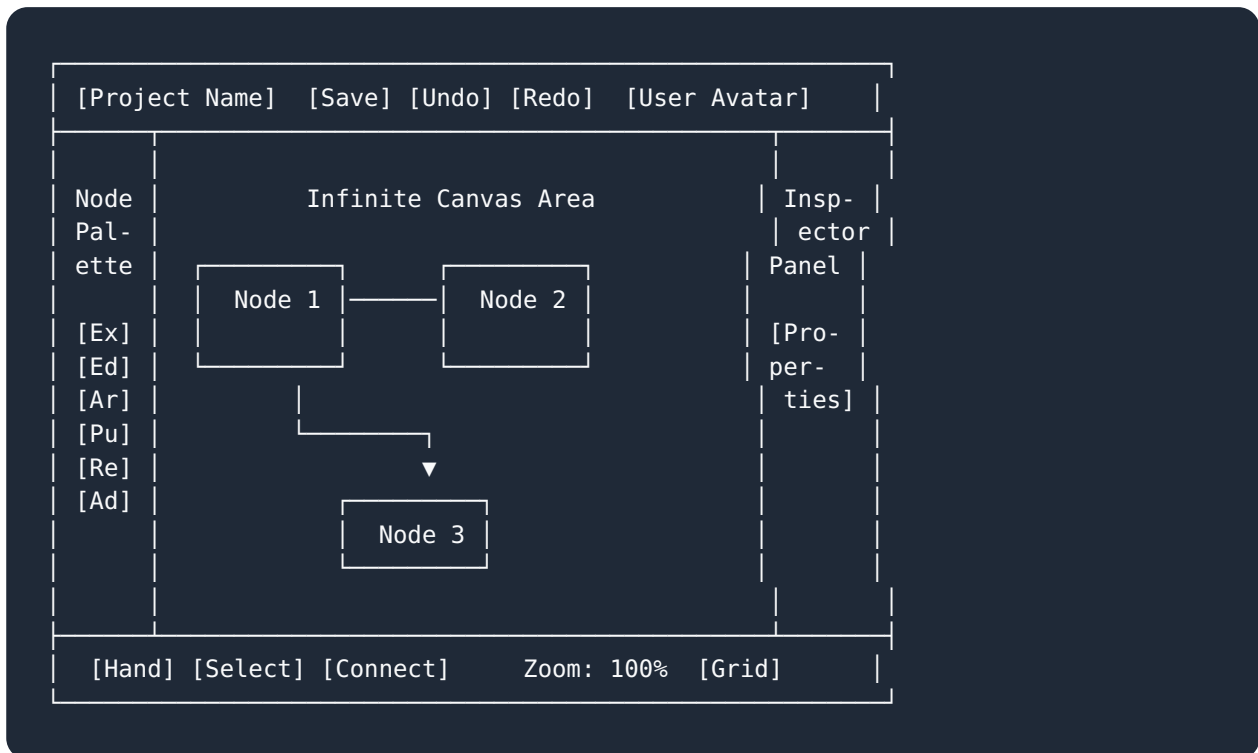 [Project Name] [Save] [Undo] [Redo] [User Avatar]
Node Infinite Canvas Area Insp-
Pal- ector
ette Panel
Node 1 Node 2
[Ex] [Pro-
[Ed] per-
[Ar] ties]
[Pu]
[Re]
[Ad]
Node 3
[Hand] [Select] [Connect] Zoom: 100% [Grid]